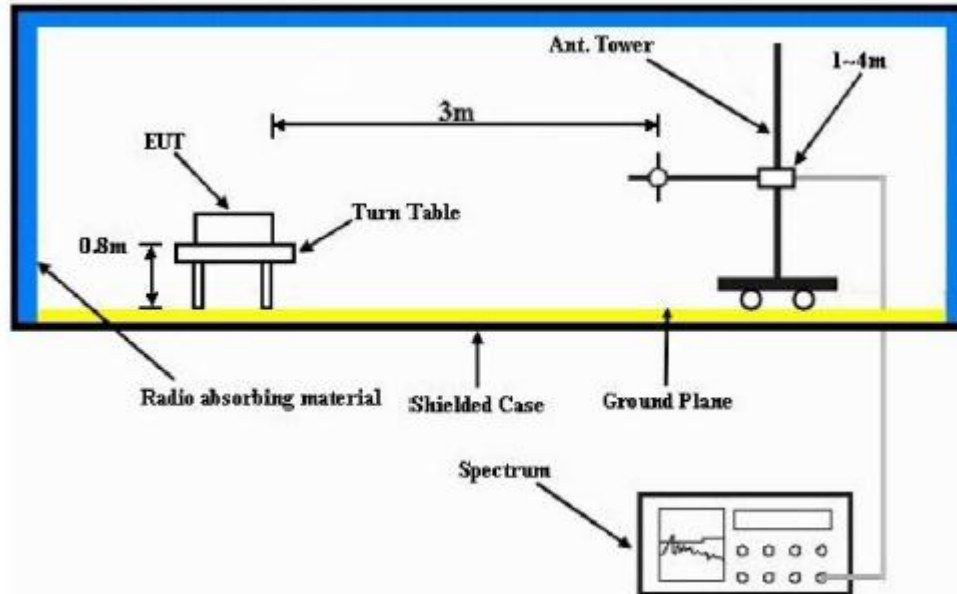 Ant. Tower
1~4m
3m
EUT
Turn Table
0.8m
Radio absorbing material
Shielded Case
Ground Plane
Spectrum